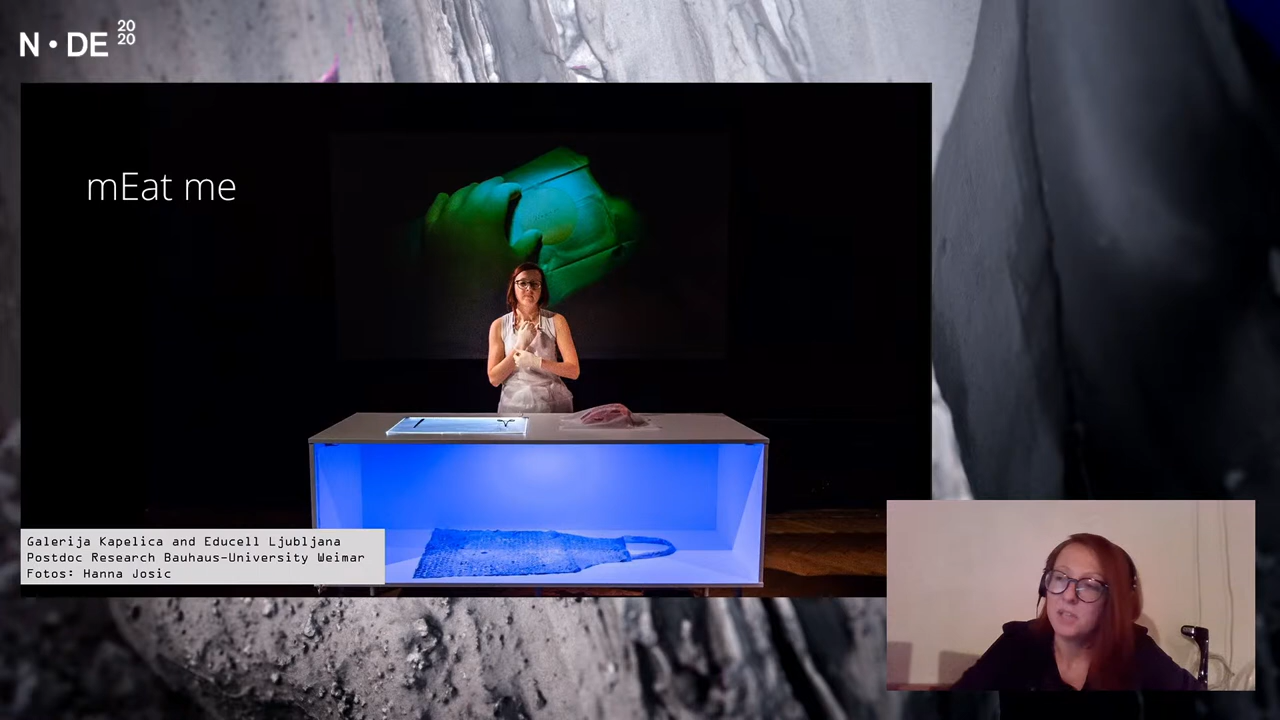 N•DE 20
20
mEat me
Galerija Kapelica and Educell Ljubljana
Postdoc Research Bauhaus-University Weimar
Fotos: Hanna Josic